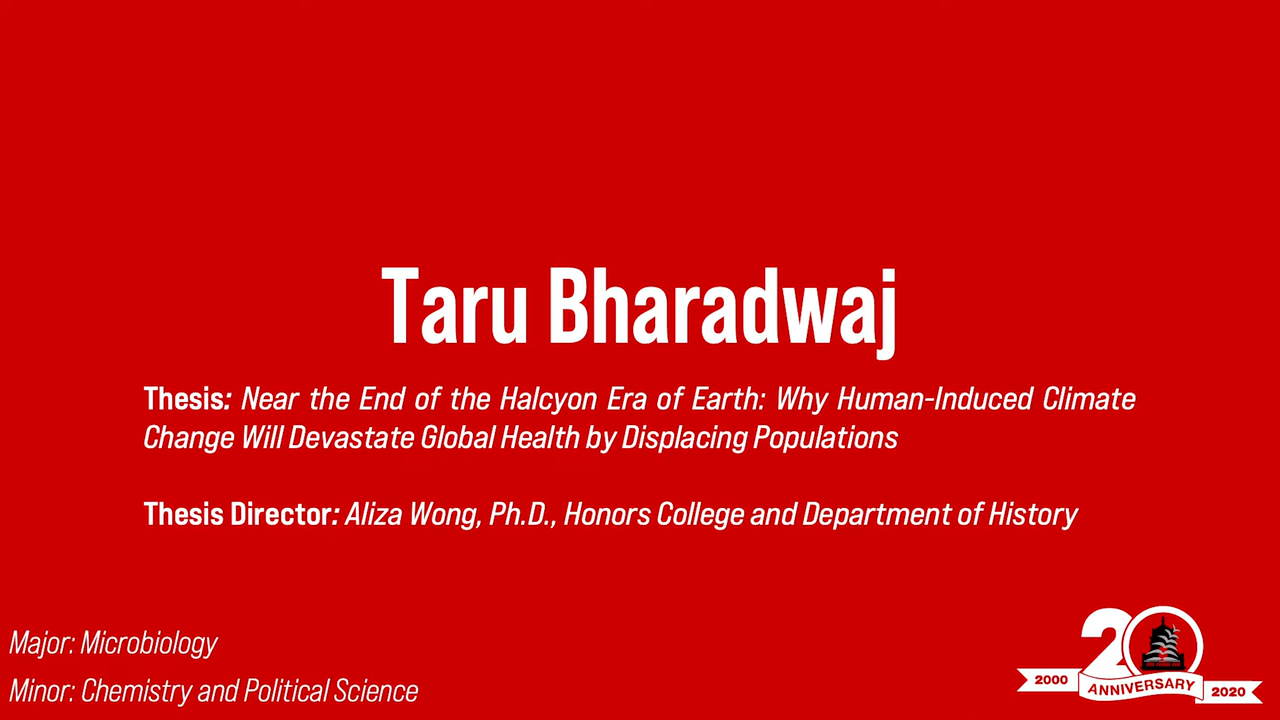 Taru Bharadwaj
Thesis: Near the End of the Halcyon Era of Earth: Why Human-Induced Climate
Change Will Devastate Global Health by Displacing Populations
Thesis Director: Aliza Wong, Ph.D., Honors College and Department of History
Major: Microbiology
Minor: Chemistry and Political Science
20
2000
ANNIVERSARY
2020